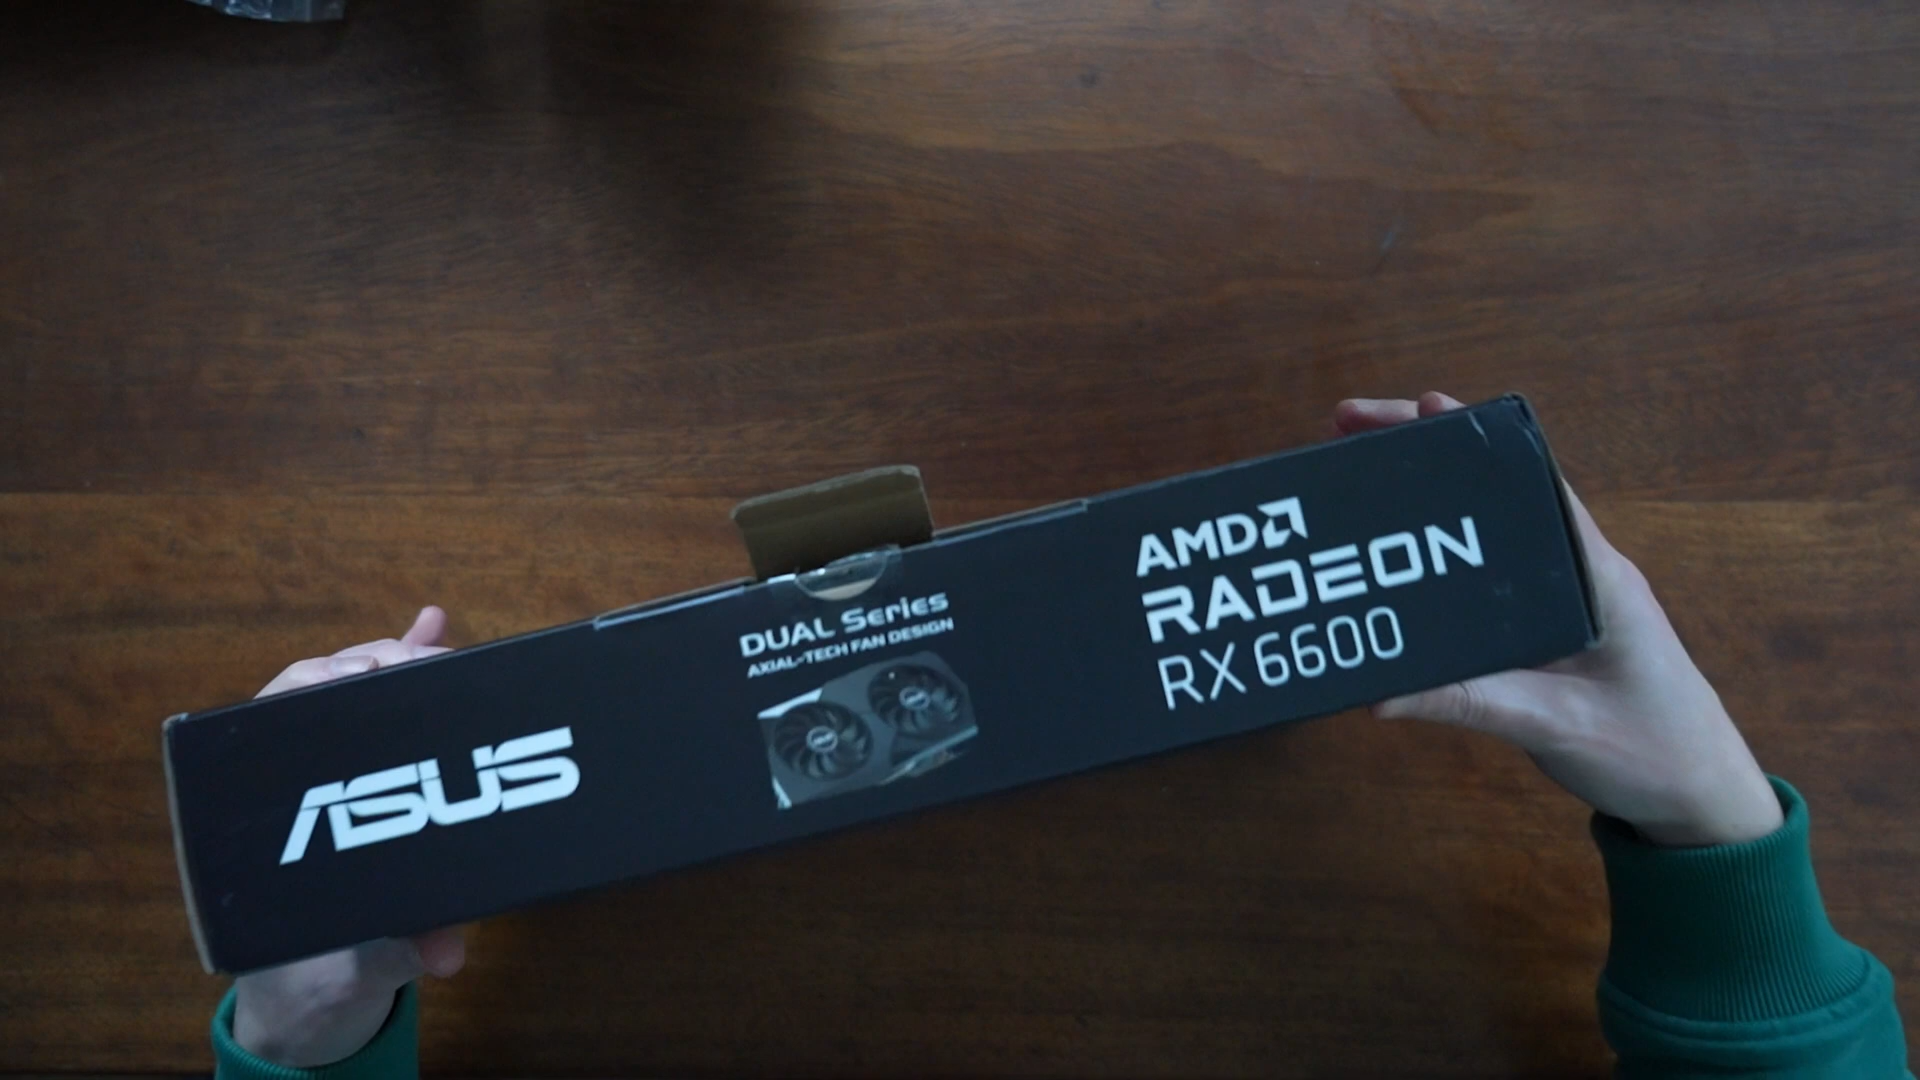 ASUS
DUAL Series
AXIAL-TECH FAN DESIGN
AMD
RADEON
RX 6600